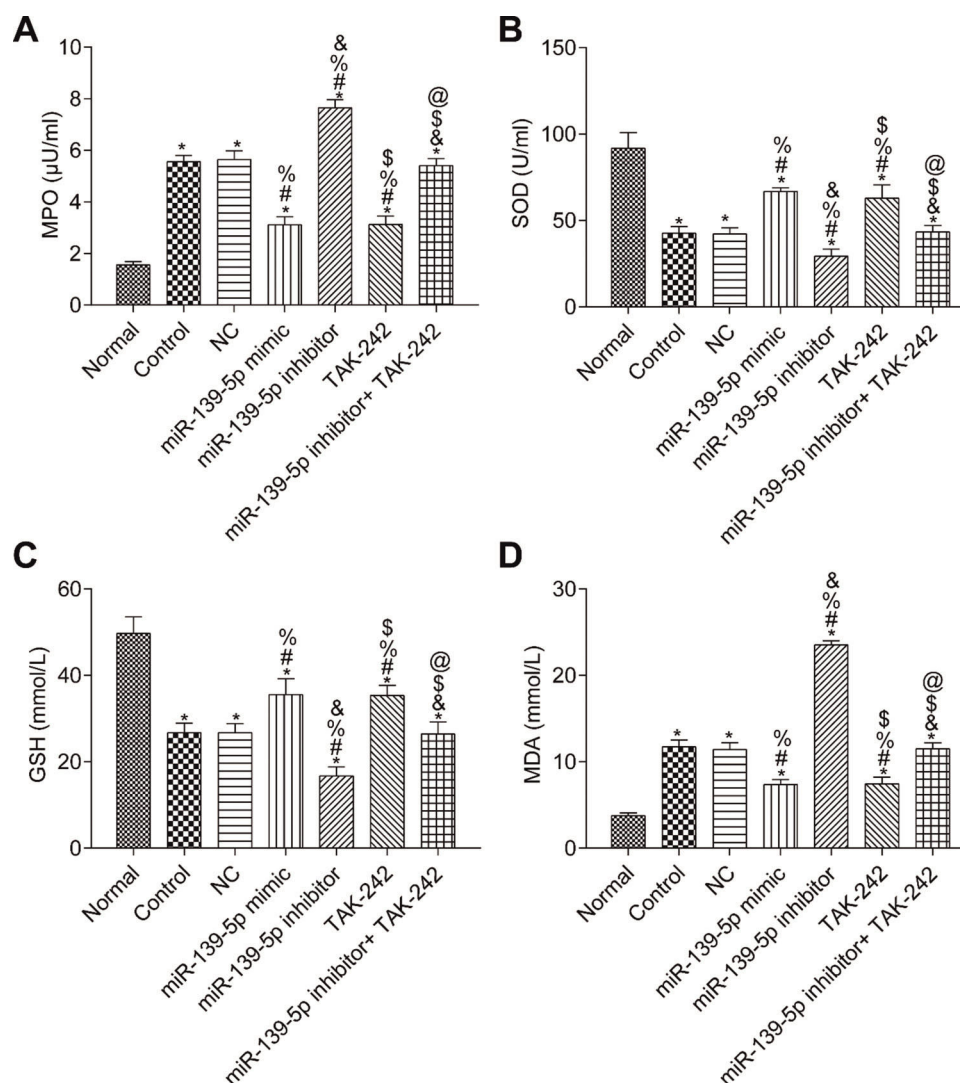 A
MPO (µU/ml)
10
8
6
4
2
0
*
*
%
#
*
&
%
#
*
$
%
#
*
@
$
&
*
Normal
Control
NC
miR-139-5p mimic
miR-139-5p inhibitor
TAK-242
miR-139-5p inhibitor+ TAK-242
B
SOD (U/ml)
150
100
50
0
*
*
%
#
*
&
%
#
*
$
%
#
*
@
$
&
*
Normal
Control
NC
miR-139-5p mimic
miR-139-5p inhibitor
TAK-242
miR-139-5p inhibitor+ TAK-242
C
GSH (mmol/L)
60
40
20
0
*
*
%
#
*
&
%
#
*
$
%
#
*
@
$
&
*
Normal
Control
NC
miR-139-5p mimic
miR-139-5p inhibitor
TAK-242
miR-139-5p inhibitor+ TAK-242
D
MDA (mmol/L)
30
20
10
0
*
*
%
#
*
&
%
#
*
$
%
#
*
@
$
&
*
Normal
Control
NC
miR-139-5p mimic
miR-139-5p inhibitor
TAK-242
miR-139-5p inhibitor+ TAK-242